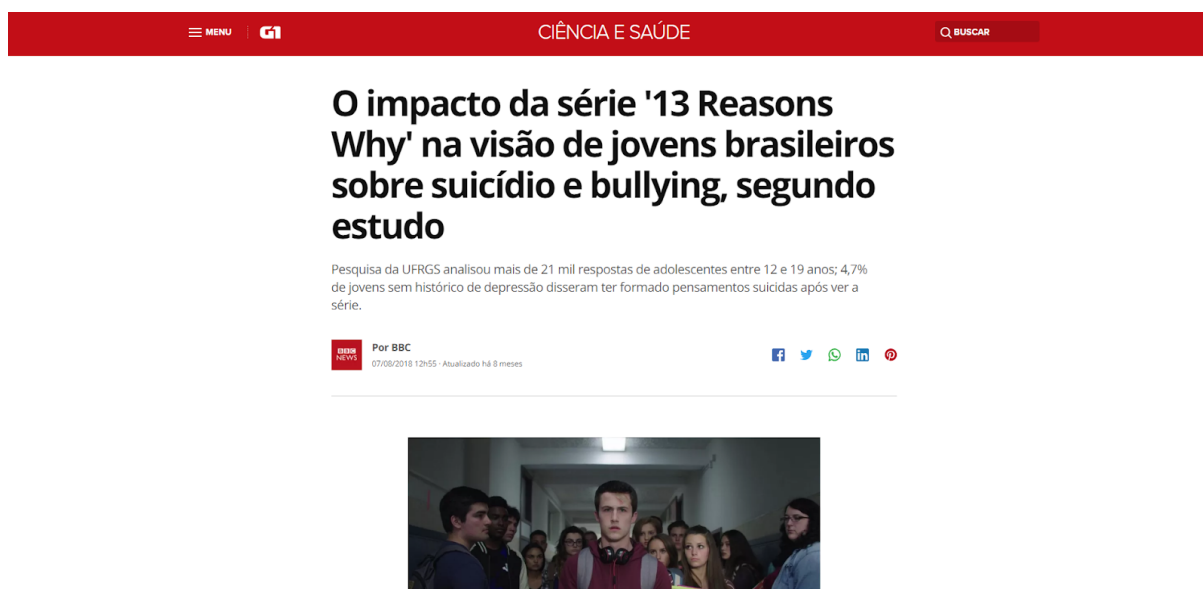 MENU
G1
CIÊNCIA E SAÚDE
BUSCAR
O impacto da série '13 Reasons
Why' na visão de jovens brasileiros
sobre suicídio e bullying, segundo
estudo
Pesquisa da UFRGS analisou mais de 21 mil respostas de adolescentes entre 12 e 19 anos; 4,7%
de jovens sem histórico de depressão disseram ter formado pensamentos suicidas após ver a
série.
BBC
NEWS
Por BBC
07/08/2018 12h55 · Atualizado há 8 meses